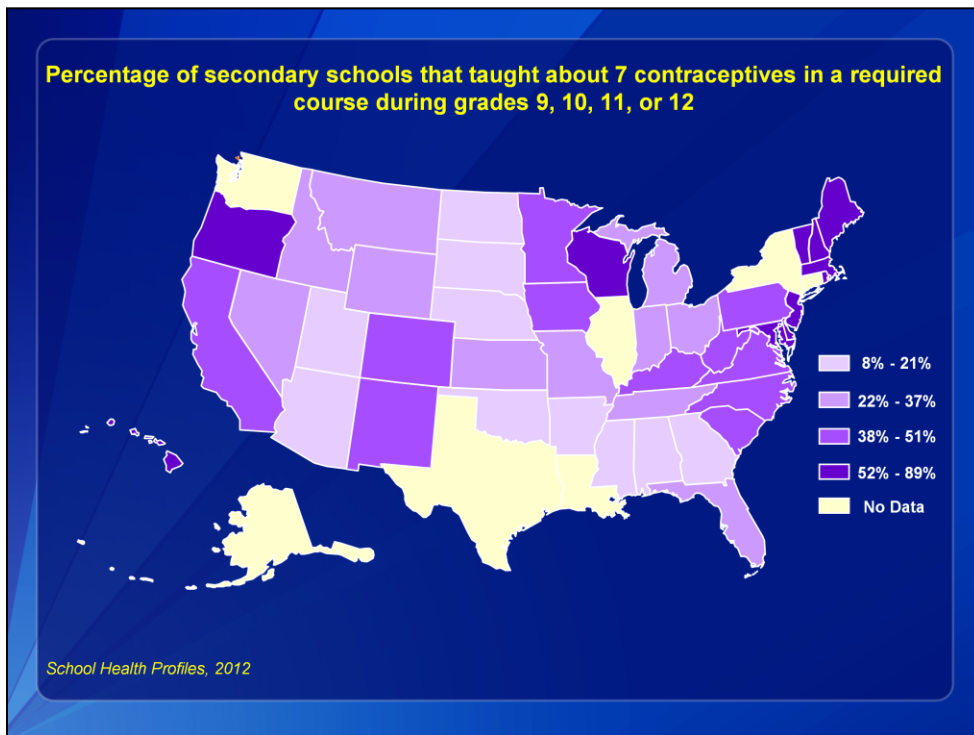 Percentage of secondary schools that taught about 7 contraceptives in a required
course during grades 9, 10, 11, or 12
8% - 21%
22% - 37%
38% - 51%
52% - 89%
No Data
School Health Profiles, 2012